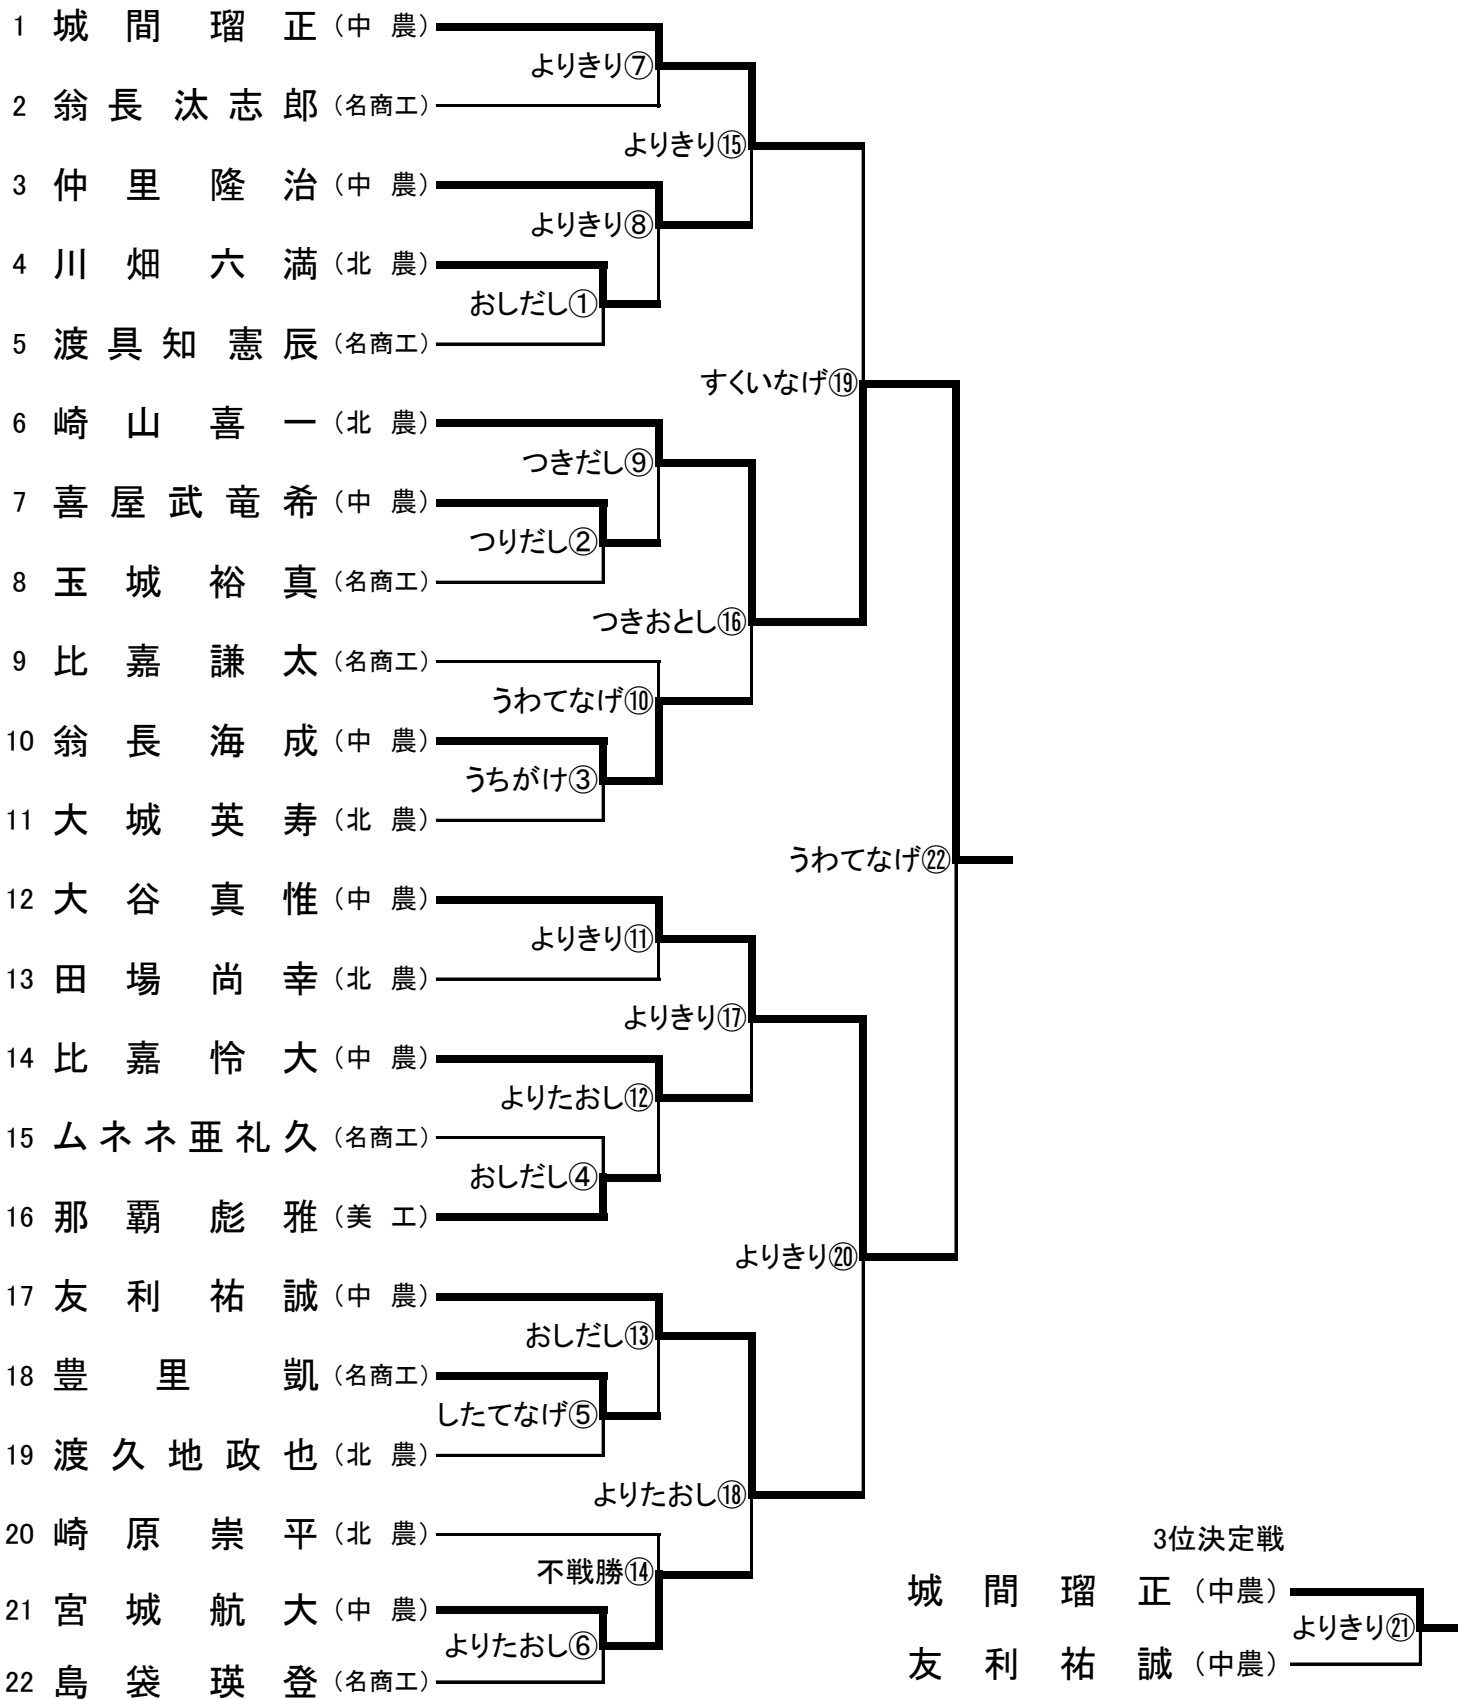 1 城間瑠正（中農）
よりきり⑦
2 翁長汰志郎（名商工）
よりきり⑮
3 仲里隆治（中農）
よりきり⑧
4 川畑六満（北農）
おしだし①
5 渡具知憲辰（名商工）
すくいなげ⑲
6 崎山喜一（北農）
つきだし⑨
7 喜屋武竜希（中農）
つりだし②
8 玉城裕真（名商工）
つきおとし⑯
9 比嘉謙太（名商工）
うわてなげ⑩
10 翁長海成（中農）
うちがけ③
11 大城英寿（北農）
うわてなげ㉒
12 大谷真惟（中農）
よりきり⑪
13 田場尚幸（北農）
よりきり⑰
14 比嘉怜大（中農）
よりたおし⑫
15 ムネネ亜礼久（名商工）
おしだし④
16 那覇彪雅（美工）
よりきり⑳
17 友利祐誠（中農）
おしだし⑬
18 豊里凱（名商工）
したてなげ⑤
19 渡久地政也（北農）
よりたおし⑱
20 崎原崇平（北農）
不戦勝⑭
21 宮城航大（中農）
よりたおし⑥
22 島袋瑛登（名商工）
3位決定戦
城間瑠正（中農）
よりきり㉑
友利祐誠（中農）